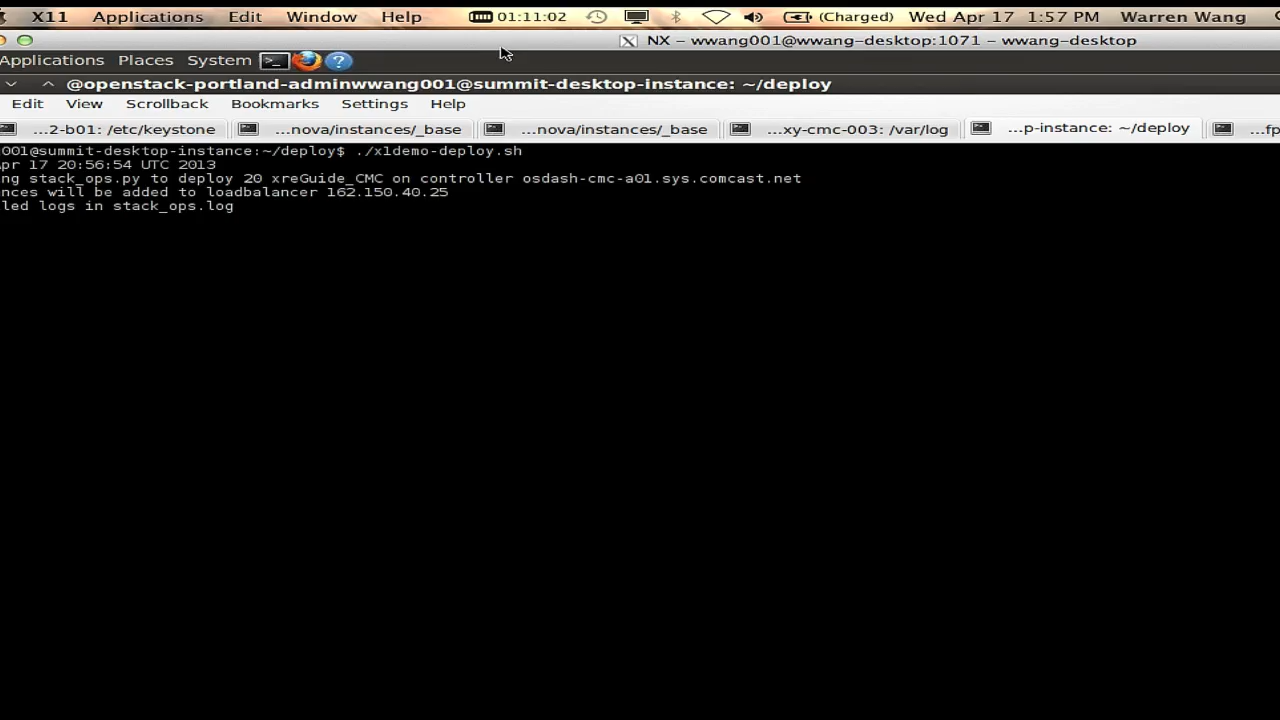 X11 Applications Edit Window Help 01:11:02 (Charged) Wed Apr 17 1:57 PM Warren Wang
NX – wwang001@wwang-desktop:1071 – wwang-desktop
Applications Places System
@openstack-portland-adminwwang001@summit-desktop-instance: ~/deploy
Edit View Scrollback Bookmarks Settings Help
...2-b01: /etc/keystone ...nova/instances/_base ...nova/instances/_base ...xy-cmc-003: /var/log ...p-instance: ~/deploy ...fp
001@summit-desktop-instance:~/deploy$ ./x1demo-deploy.sh
pr 17 20:56:54 UTC 2013
ng stack_ops.py to deploy 20 xreGuide_CMC on controller osdash-cmc-a01.sys.comcast.net
nces will be added to loadbalancer 162.150.40.25
led logs in stack_ops.log